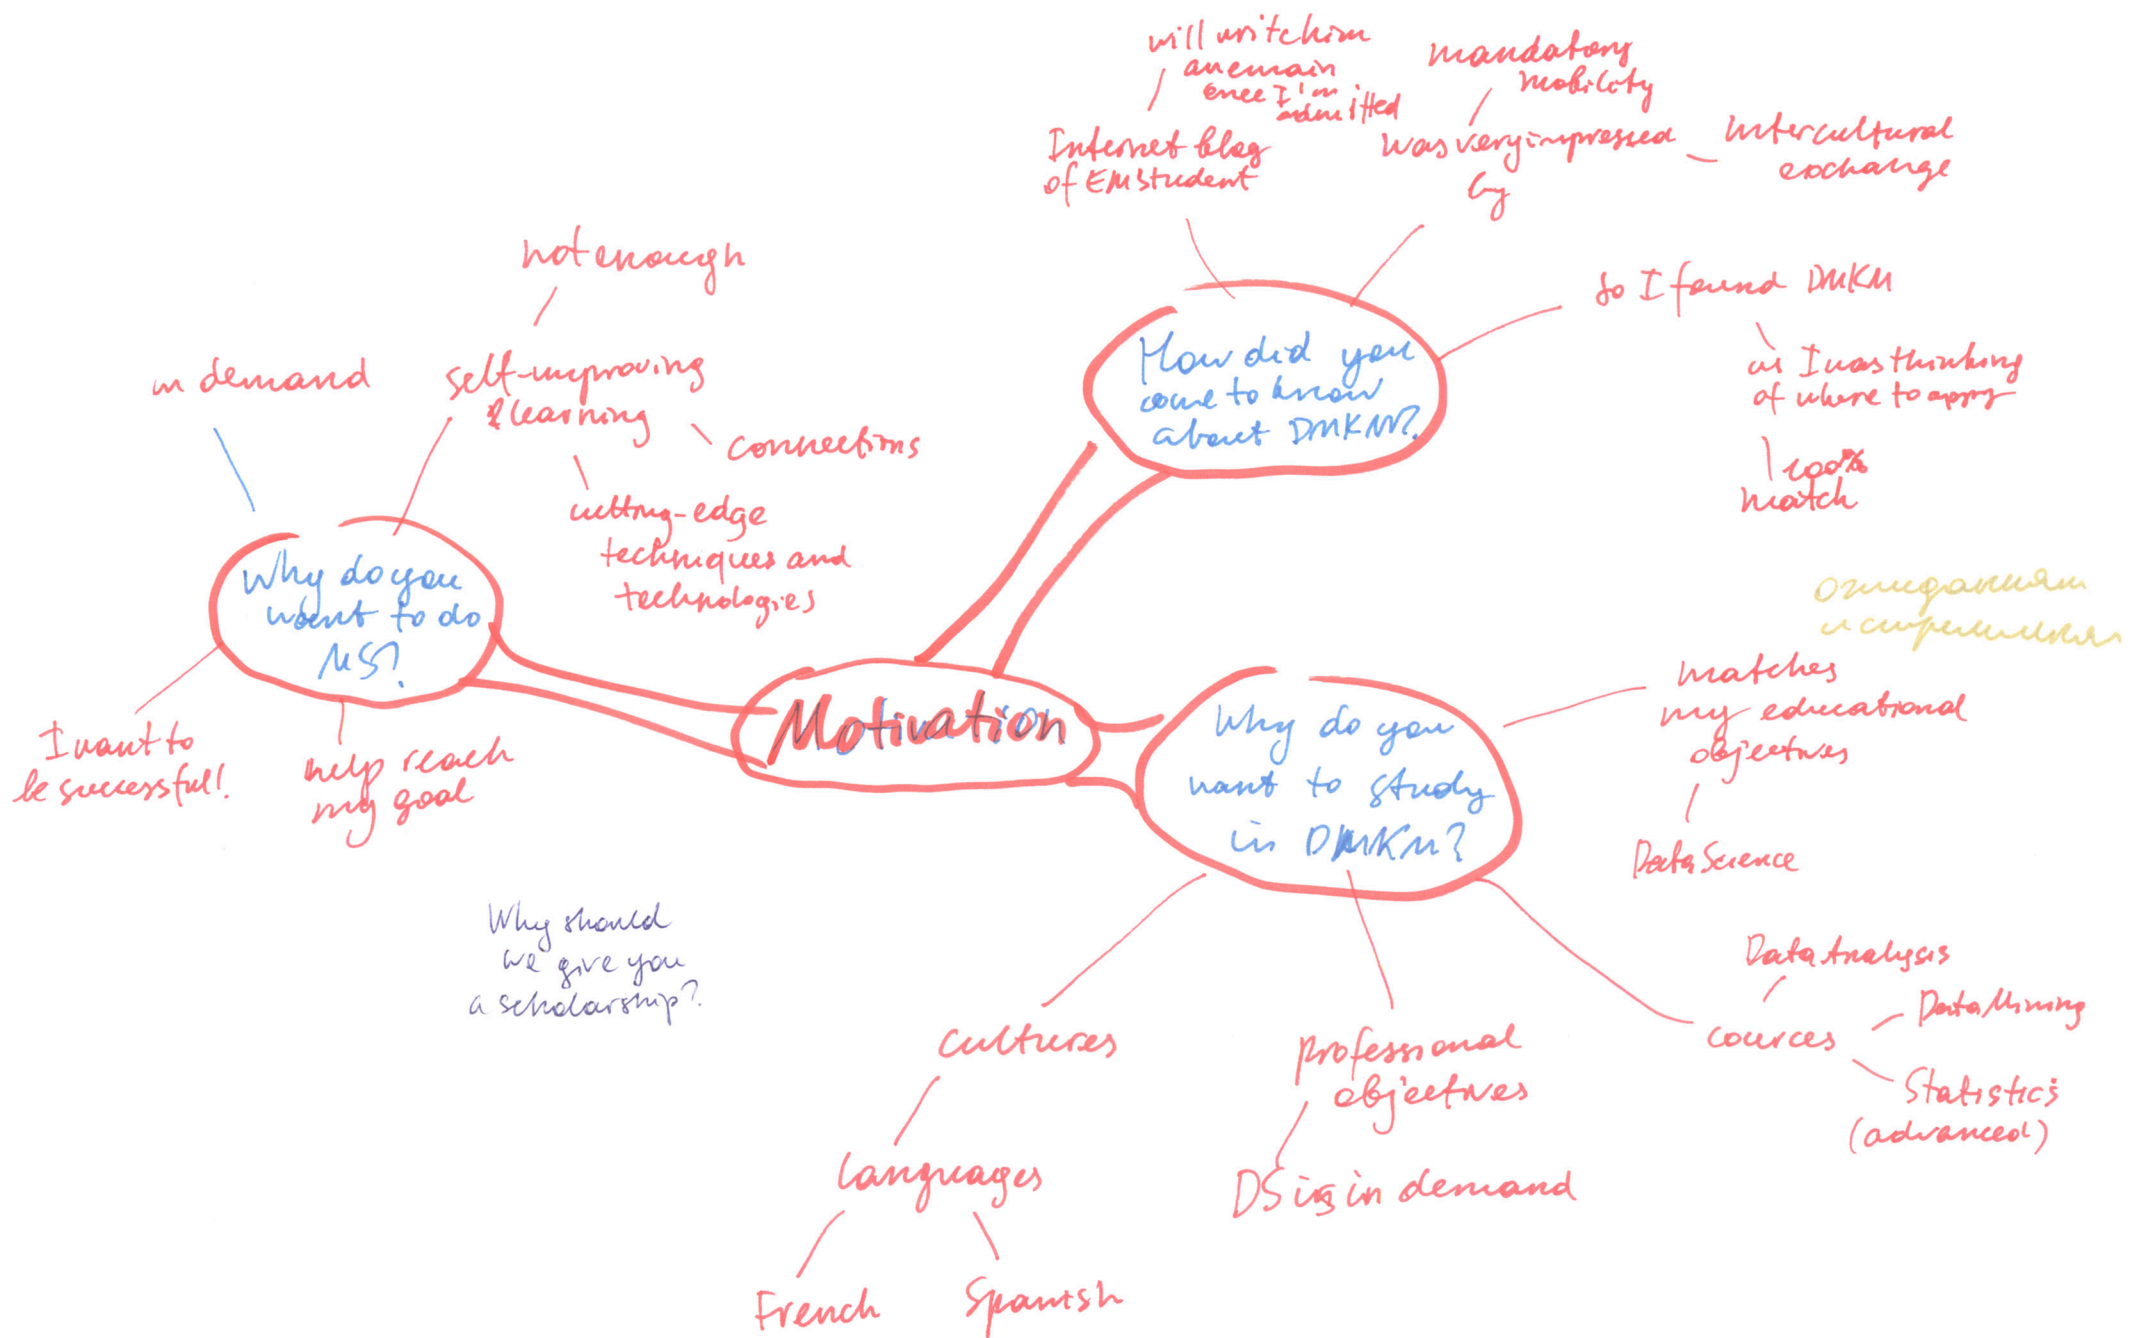 will writehim
an emain
once I'm
admitted
Internet blog
of EM student
mandatory
mobility
was very impressed
by
Intercultural
exchange
so I found DMKM
as I was thinking
of where to apply
100%
match
How did you
come to know
about DMKM?
not enough
self-improving
& learning
connections
cutting-edge
techniques and
technologies
in demand
Why do you
want to do
MS?
I want to
be successful!
help reach
my goal
Motivation
Why do you
want to study
in DMKM?
ожиданиям
и стремлениям
matches
my educational
objectives
Data Science
Data Analysis
Data Mining
cources
Statistics
(advanced)
professional
objectives
DS is in demand
cultures
languages
French
Spanish
Why should
we give you
a scholarship?